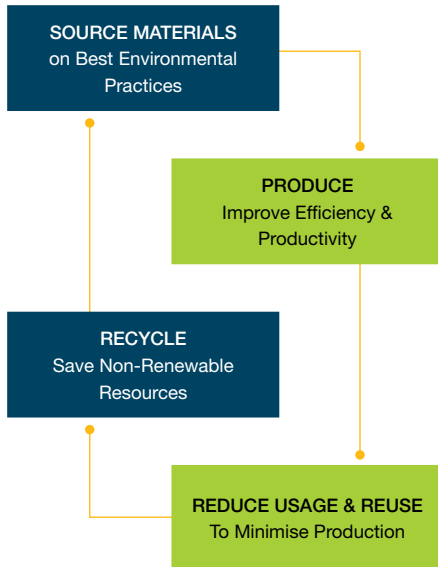 SOURCE MATERIALS
on Best Environmental
Practices
PRODUCE
Improve Efficiency &
Productivity
RECYCLE
Save Non-Renewable
Resources
REDUCE USAGE & REUSE
To Minimise Production